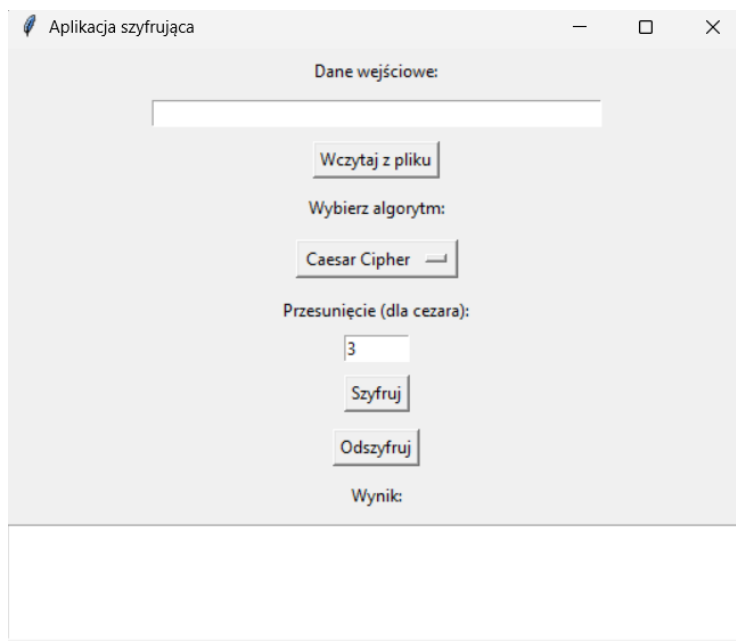 Aplikacja szyfrująca
Dane wejściowe:
Wczytaj z pliku
Wybierz algorytm:
Caesar Cipher
Przesunięcie (dla cezara):
3
Szyfruj
Odszyfruj
Wynik: